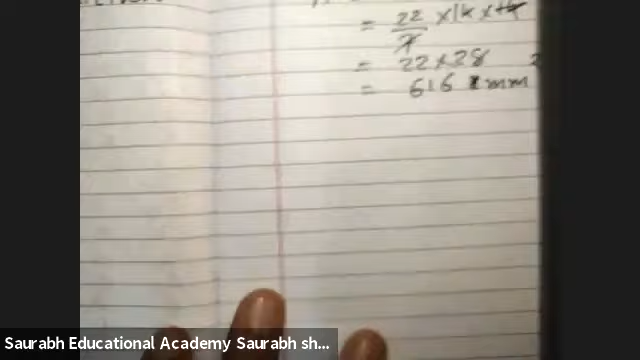 = 22/7 × 14 × 14
= 22 × 28
= 616 mm
Saurabh Educational Academy Saurabh sh...